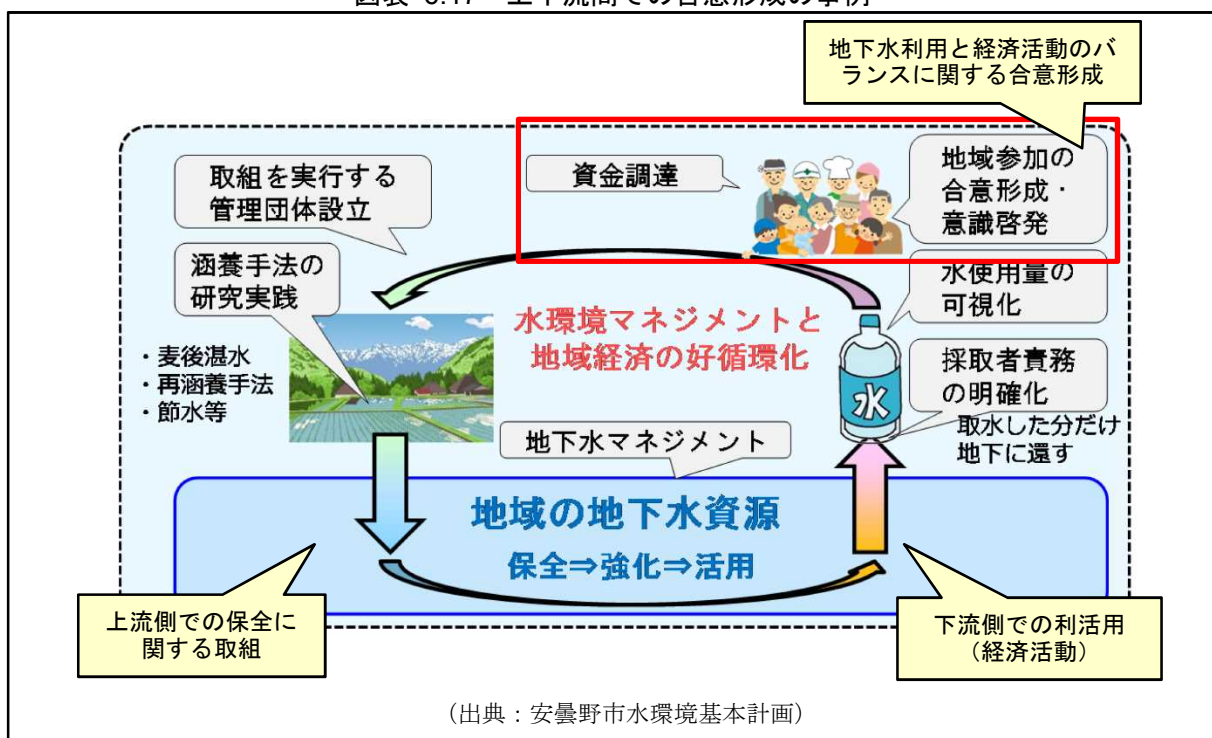 地下水利用と経済活動のバ
ランスに関する合意形成
取組を実行する
管理団体設立
資金調達
地域参加の
合意形成・
意識啓発
涵養手法の
研究実践
水使用量の
可視化
水環境マネジメントと
地域経済の好循環化
・麦後湛水
・再涵養手法
・節水等
水
採取者責務
の明確化
取水した分だけ
地下に還す
地下水マネジメント
地域の地下水資源
保全⇒強化⇒活用
上流側での保全に
関する取組
下流側での利活用
（経済活動）
（出典：安曇野市水環境基本計画）